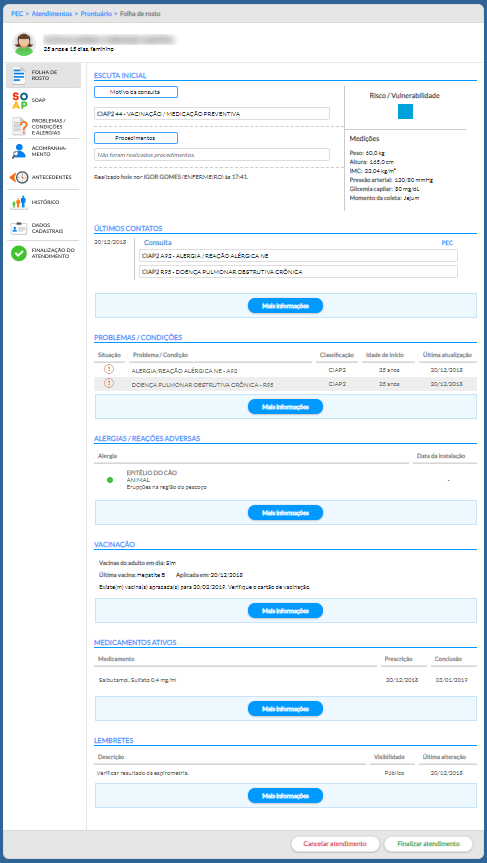 PEC > Atendimentos > Prontuário > Folha de rosto
25 anos e 15 dias, feminino
FOLHA DE
ROSTO
SOAP
PROBLEMAS /
CONDIÇÕES
E ALERGIAS
ACOMPANHA-
MENTO
ANTECEDENTES
HISTÓRICO
DADOS
CADASTRAIS
FINALIZAÇÃO DO
ATENDIMENTO
ESCUTA INICIAL
Motivo da consulta
CIAP2 44 - VACINAÇÃO / MEDICAÇÃO PREVENTIVA
Procedimentos
Não foram realizados procedimentos.
Realizado hoje por IGOR GOMES (ENFERMEIRO) às 17:41.
Risco / Vulnerabilidade
Medições
Peso: 60,0 kg
Altura: 165,0 cm
IMC: 22.04 kg/m²
Pressão arterial: 120/80 mmHg
Glicemia capilar: 80 mg/dL
Momento da coleta: Jejum
ÚLTIMOS CONTATOS
20/12/2018 Consulta PEC
CIAP2 A92 - ALERGIA / REAÇÃO ALÉRGICA NE
CIAP2 R95 - DOENÇA PULMONAR OBSTRUTIVA CRÔNICA
Mais informações
PROBLEMAS / CONDIÇÕES
Situação Problema / Condição Classificação Idade de início Última atualização
ALERGIA/REAÇÃO ALÉRGICA NE - A92 CIAP2 25 anos 20/12/2018
DOENÇA PULMONAR OBSTRUTIVA CRÔNICA - R95 CIAP2 25 anos 20/12/2018
Mais informações
ALERGIAS / REAÇÕES ADVERSAS
Alergia Data da instalação
EPITÉLIO DO CÃO
ANIMAL -
Erupções na região do pescoço
Mais informações
VACINAÇÃO
Vacinas do adulto em dia: Sim
Última vacina: Hepatite B Aplicada em: 20/12/2018
Existe(m) vacina(s) aprazada(s) para 20/02/2019. Verifique o cartão de vacinação.
Mais informações
MEDICAMENTOS ATIVOS
Medicamento Prescrição Conclusão
Salbutamol, Sulfato 0,4 mg/ml 20/12/2018 03/01/2019
Mais informações
LEMBRETES
Descrição Visibilidade Última alteração
Verificar resultado da espirometria. Público 20/12/2018
Mais informações
Cancelar atendimento Finalizar atendimento